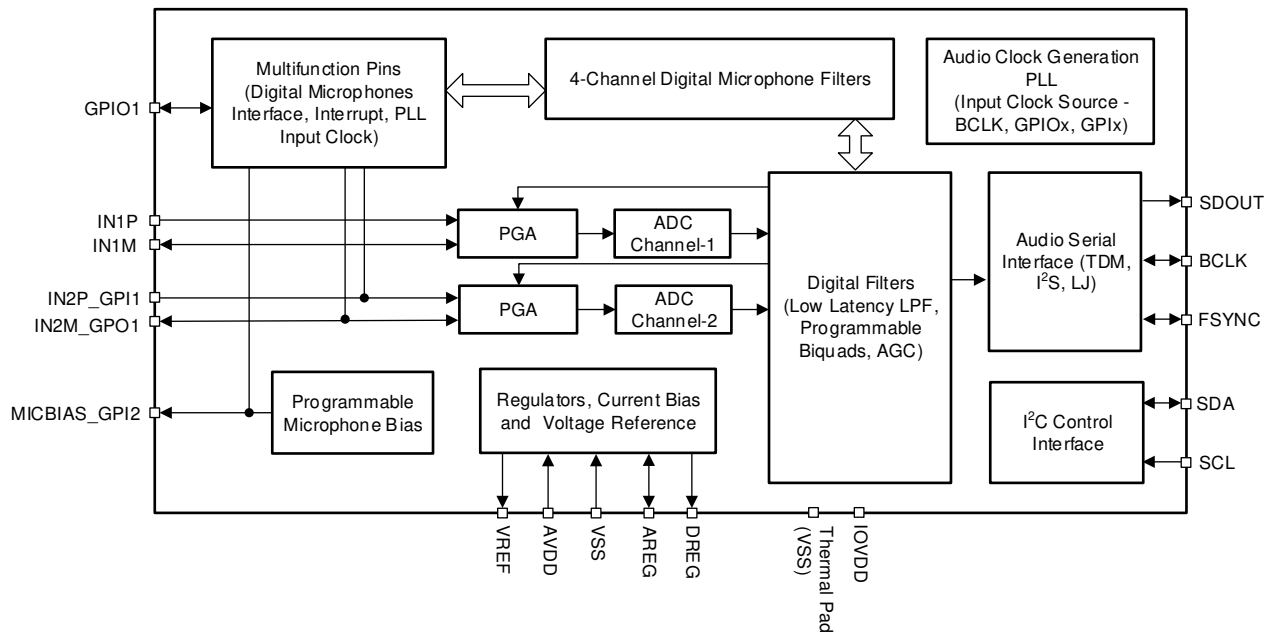 Multifunction Pins
(Digital Microphones
Interface, Interrupt, PLL
Input Clock)
4-Channel Digital Microphone Filters
Audio Clock Generation
PLL
(Input Clock Source -
BCLK, GPIOx, GPIx)
GPIO1
IN1P
IN1M
IN2P_GPI1
IN2M_GPO1
MICBIAS_GPI2
PGA
ADC
Channel-1
PGA
ADC
Channel-2
Programmable
Microphone Bias
Regulators, Current Bias
and Voltage Reference
Digital Filters
(Low Latency LPF,
Programmable
Biquads, AGC)
Audio Serial
Interface (TDM,
I²S, LJ)
I²C Control
Interface
SDOUT
BCLK
FSYNC
SDA
SCL
VREF
AVDD
VSS
AREG
DREG
Thermal Pad
(VSS)
IOVDD